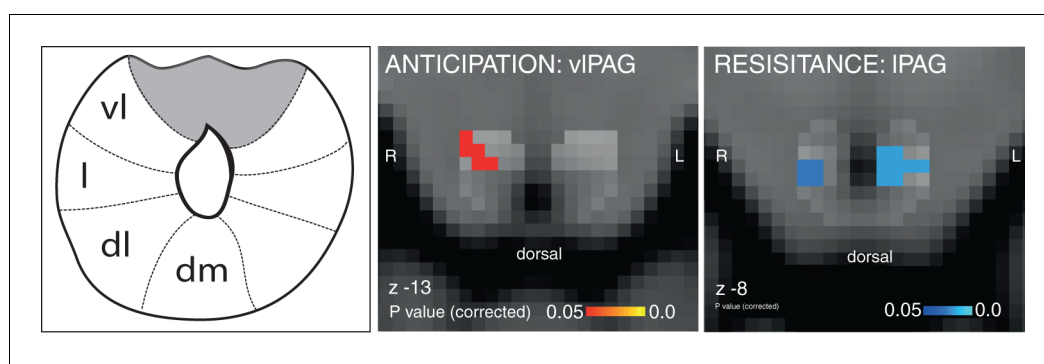 vl
l
dl
dm
ANTICIPATION: vlPAG
R
L
dorsal
z -13
P value (corrected) 0.05 0.0
RESISITANCE: lPAG
R
L
dorsal
z -8
P value (corrected) 0.05 0.0